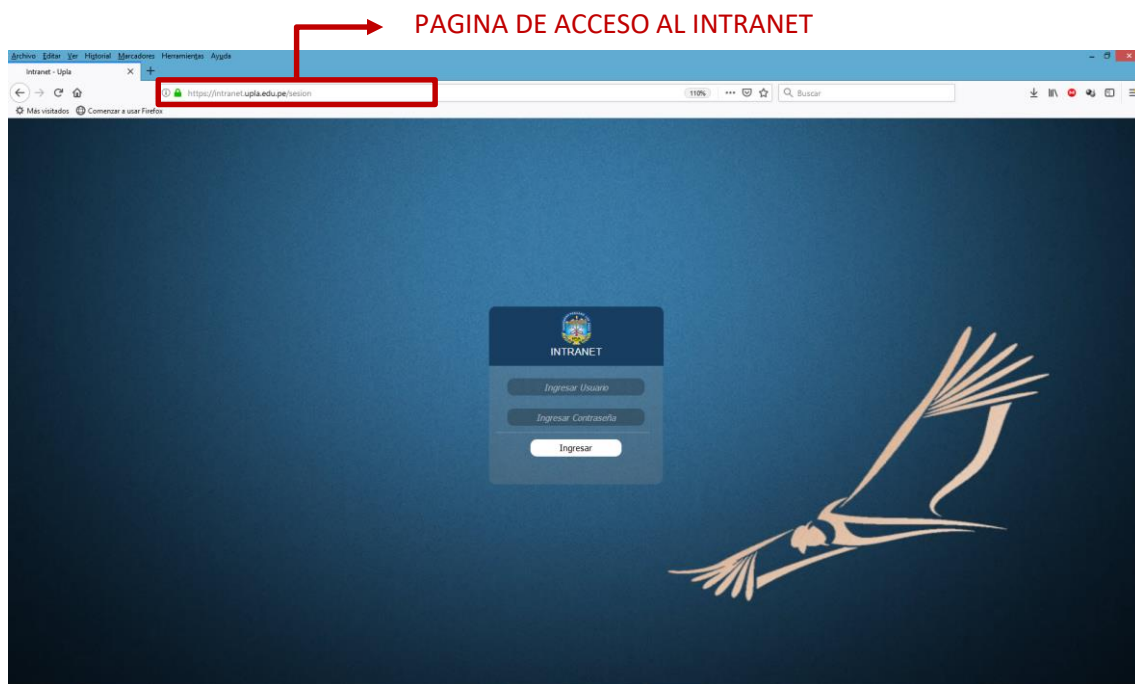 PAGINA DE ACCESO AL INTRANET
Archivo Editar Ver Historial Marcadores Herramientas Ayuda
Intranet - Upla
https://intranet.upla.edu.pe/sesion
110%
Buscar
Más visitados Comenzar a usar Firefox
INTRANET
Ingresar Usuario
Ingresar Contraseña
Ingresar